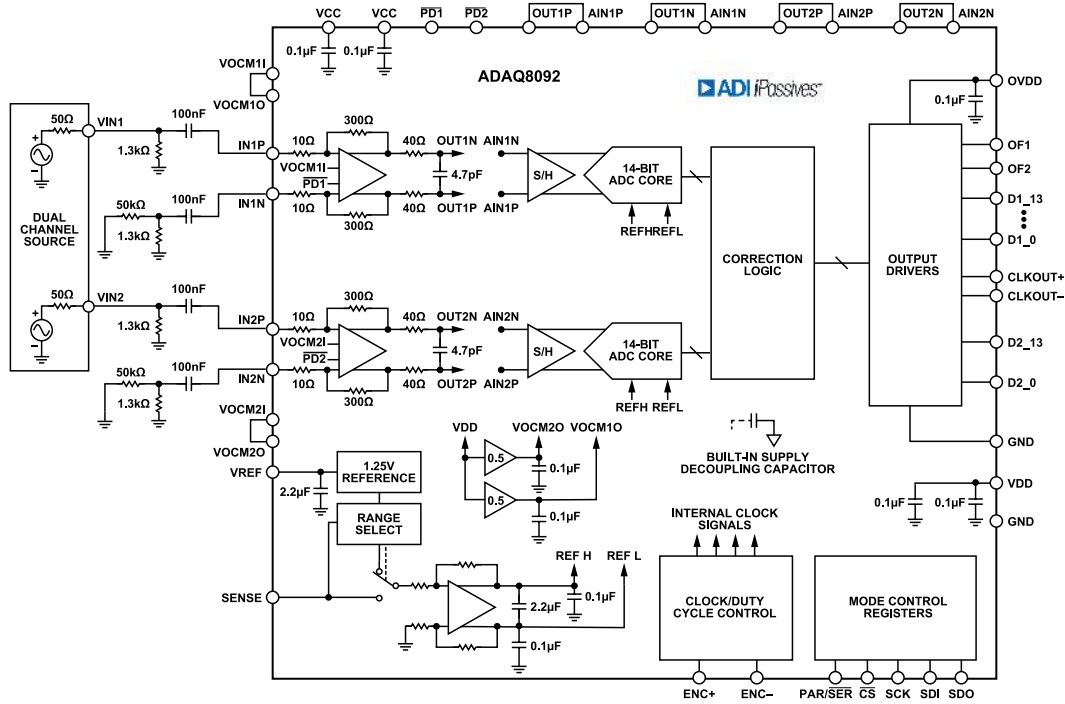 VCC VCC PD1 PD2 OUT1P AIN1P OUT1N AIN1N OUT2P AIN2P OUT2N AIN2N
0.1µF 0.1µF
ADAQ8092
ADI iPassives™
VOCM1I
VOCM1O
OVDD
0.1µF
DUAL
CHANNEL
SOURCE
50Ω VIN1
+
–
1.3kΩ
100nF
IN1P
50kΩ
1.3kΩ
100nF
IN1N
10Ω
300Ω
40Ω
OUT1N AIN1N
VOCM1I
PD1
4.7pF
10Ω
300Ω
40Ω
OUT1P AIN1P
S/H
14-BIT
ADC CORE
REFH REFL
50Ω VIN2
+
–
1.3kΩ
100nF
IN2P
50kΩ
1.3kΩ
100nF
IN2N
10Ω
300Ω
40Ω
OUT2N AIN2N
VOCM2I
PD2
4.7pF
10Ω
300Ω
40Ω
OUT2P AIN2P
S/H
14-BIT
ADC CORE
REFH REFL
CORRECTION
LOGIC
OUTPUT
DRIVERS
OF1
OF2
D1_13
D1_0
CLKOUT+
CLKOUT–
D2_13
D2_0
GND
VOCM2I
VOCM2O
VREF
2.2µF
1.25V
REFERENCE
RANGE
SELECT
SENSE
VDD VOCM2O VOCM1O
0.5
0.1µF
0.5
0.1µF
REF H REF L
0.1µF
2.2µF
0.1µF
BUILT-IN SUPPLY
DECOUPLING CAPACITOR
VDD
0.1µF 0.1µF
GND
INTERNAL CLOCK
SIGNALS
CLOCK/DUTY
CYCLE CONTROL
MODE CONTROL
REGISTERS
ENC+ ENC– PAR/SER CS SCK SDI SDO